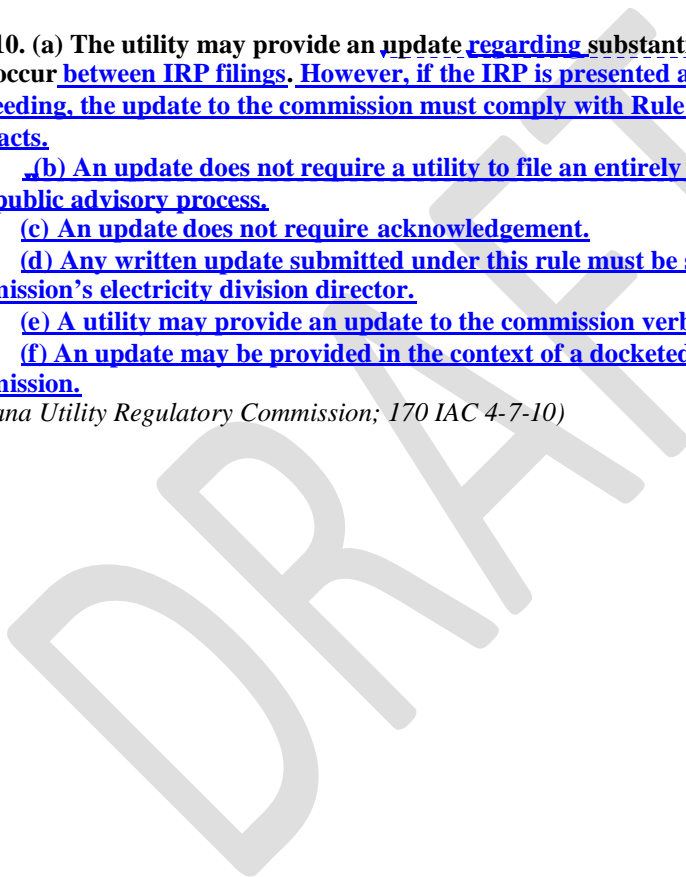 10. (a) The utility may provide an update regarding substant
occur between IRP filings. However, if the IRP is presented a
eeding, the update to the commission must comply with Rule
acts.
(b) An update does not require a utility to file an entirely
public advisory process.
(c) An update does not require acknowledgement.
(d) Any written update submitted under this rule must be s
nission's electricity division director.
(e) A utility may provide an update to the commission verb
(f) An update may be provided in the context of a docketed
nission.
ana Utility Regulatory Commission; 170 IAC 4-7-10)
DRAFT